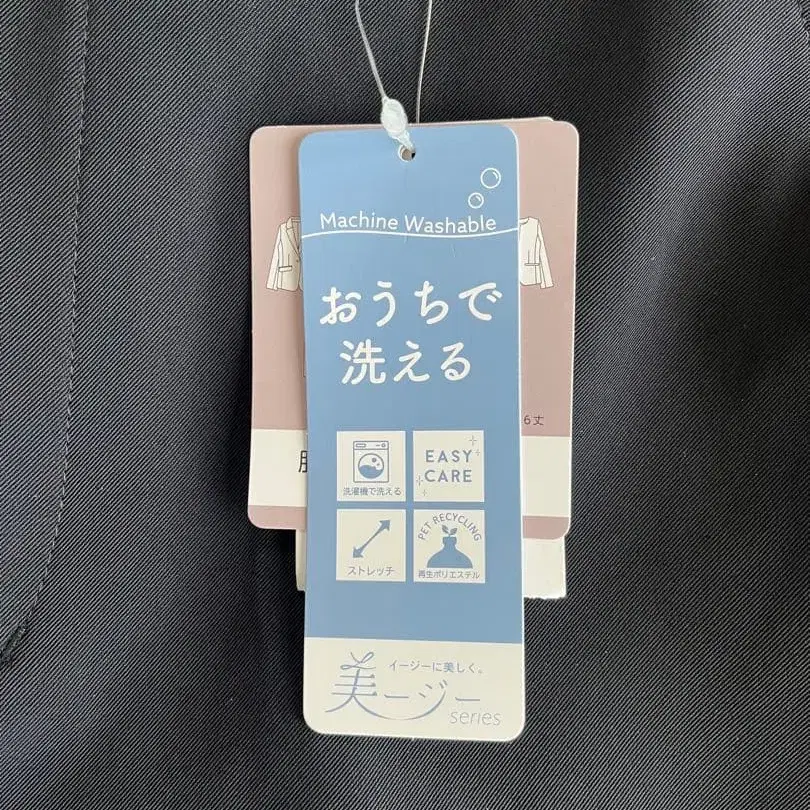 Machine Washable
おうちで
洗える
洗濯機で洗える
EASY
CARE
ストレッチ
PET RECYCLING
再生ポリエステル
6丈
イージーに美しく。
美ージー
series